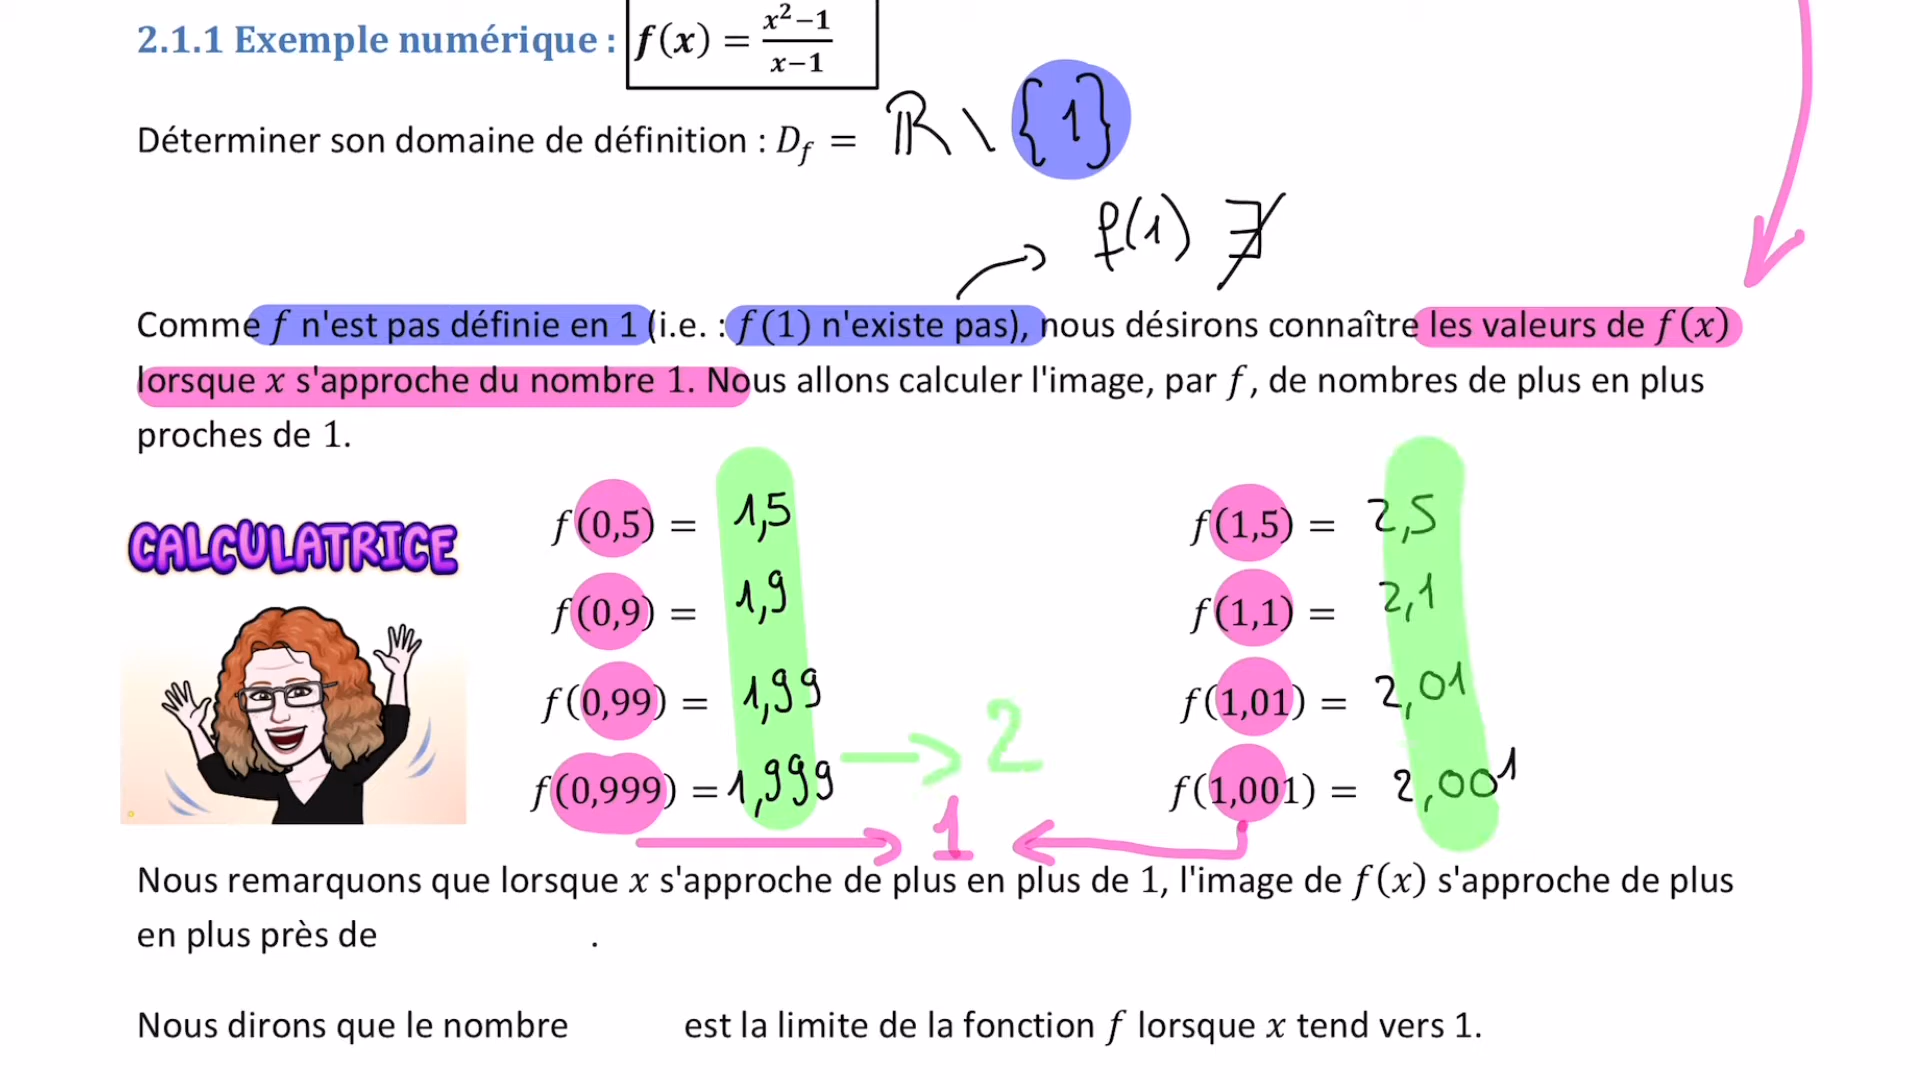 2.1.1 Exemple numérique : f(x) = x²−1 / x−1
Déterminer son domaine de définition : D_f = ℝ \ {1}
f(1) ∄
Comme f n'est pas définie en 1 (i.e. : f(1) n'existe pas), nous désirons connaître les valeurs de f(x)
lorsque x s'approche du nombre 1. Nous allons calculer l'image, par f, de nombres de plus en plus
proches de 1.
CALCULATRICE
f(0,5) = 1,5
f(0,9) = 1,9
f(0,99) = 1,99
f(0,999) = 1,999
→ 2
→ 1 ←
f(1,5) = 2,5
f(1,1) = 2,1
f(1,01) = 2,01
f(1,001) = 2,001
Nous remarquons que lorsque x s'approche de plus en plus de 1, l'image de f(x) s'approche de plus
en plus près de .
Nous dirons que le nombre est la limite de la fonction f lorsque x tend vers 1.